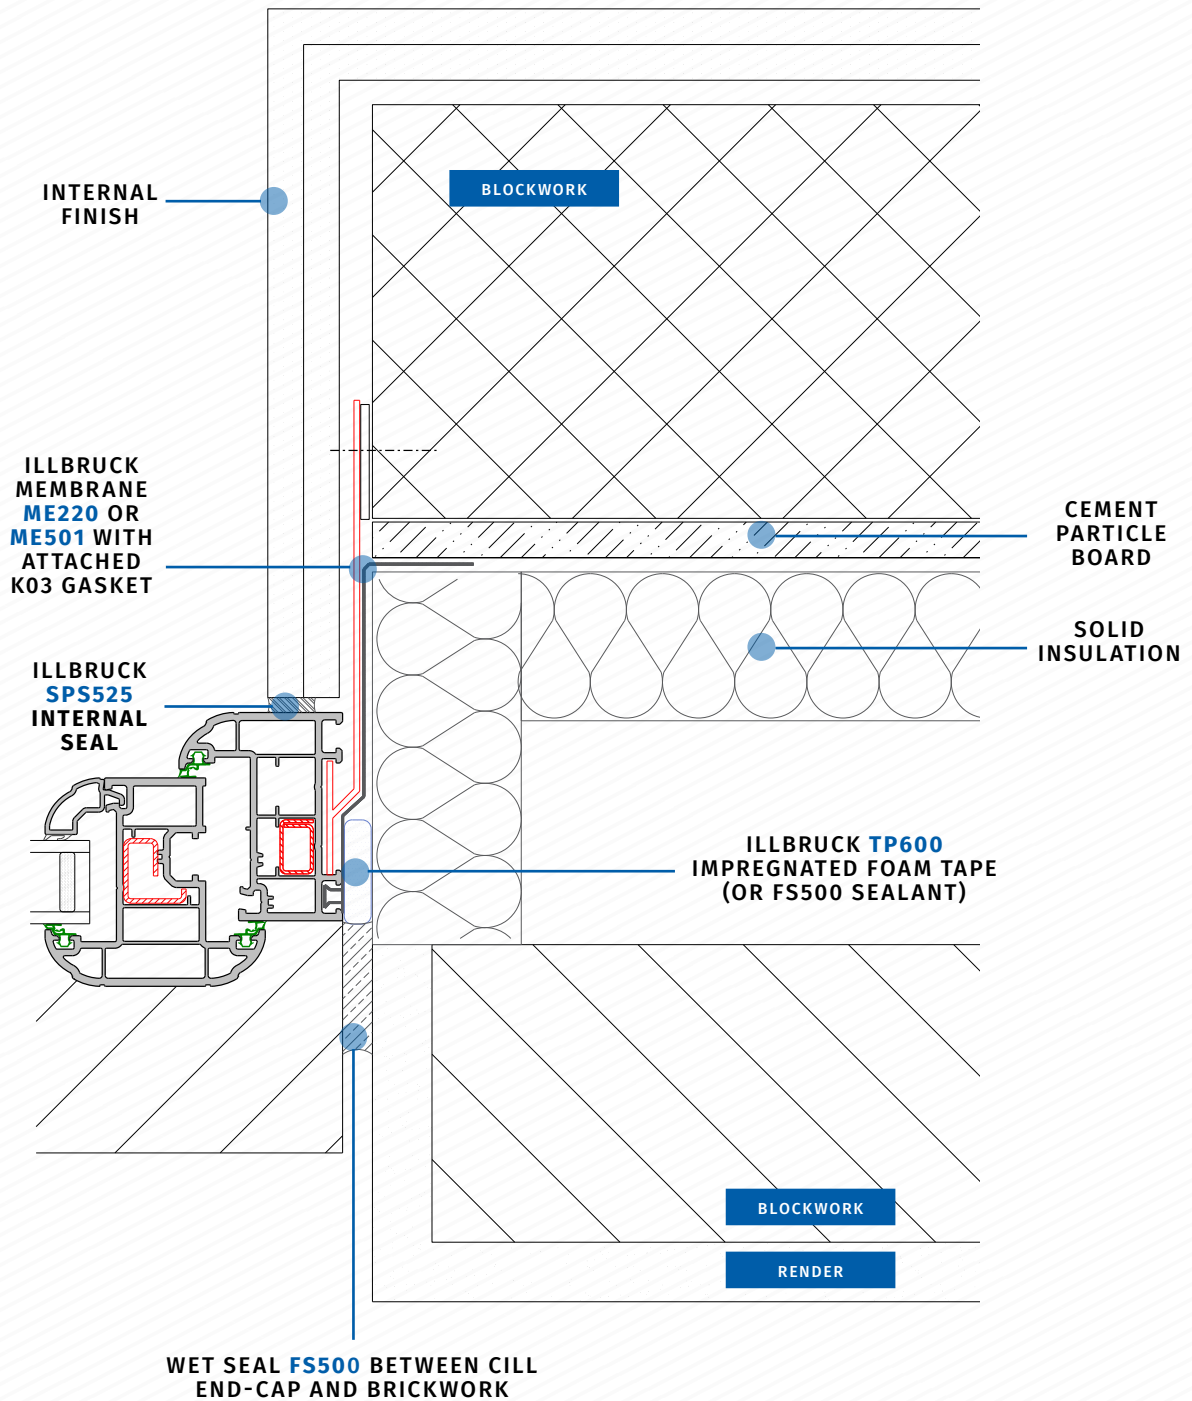 BLOCKWORK
INTERNAL
FINISH
ILLBRUCK
MEMBRANE
ME220 OR
ME501 WITH
ATTACHED
K03 GASKET
CEMENT
PARTICLE
BOARD
SOLID
INSULATION
ILLBRUCK
SPS525
INTERNAL
SEAL
ILLBRUCK TP600
IMPREGNATED FOAM TAPE
(OR FS500 SEALANT)
BLOCKWORK
RENDER
WET SEAL FS500 BETWEEN CILL
END-CAP AND BRICKWORK